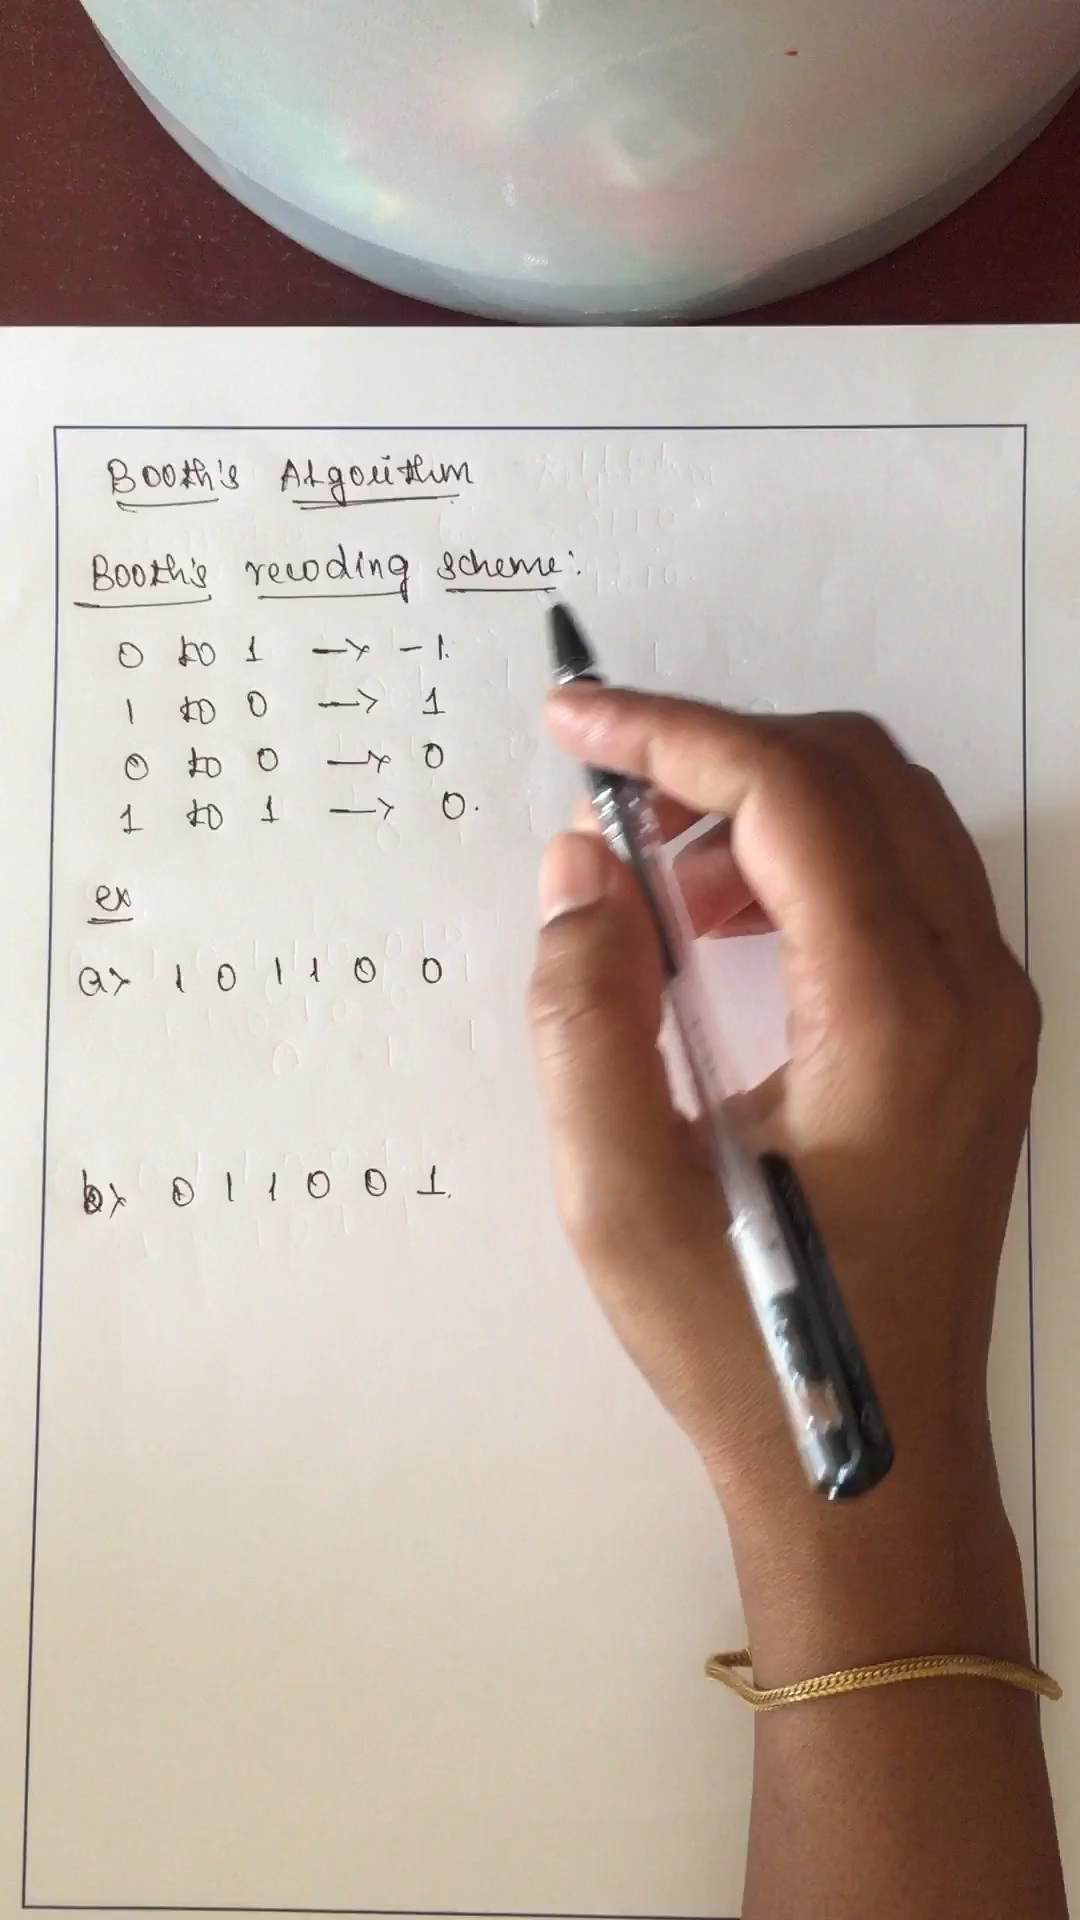 Booth's Algorithm
Booth's recoding scheme:
0 to 1 → -1.
1 to 0 → 1
0 to 0 → 0
1 to 1 → 0.
ex
a> 1 0 1 1 0 0
b> 0 1 1 0 0 1.